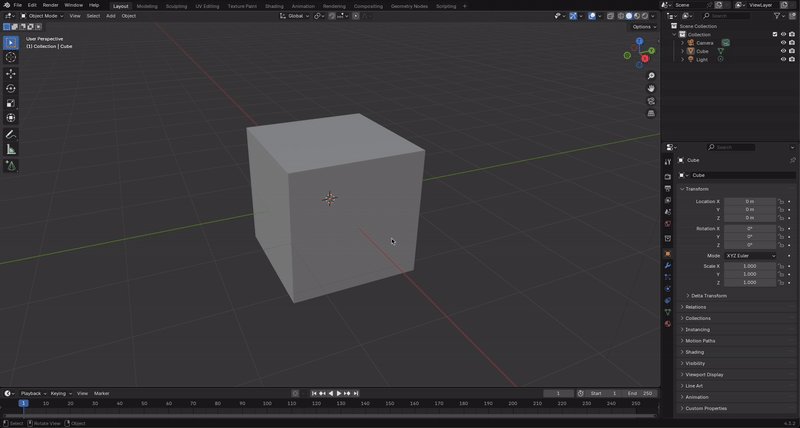 File Edit Render Window Help Layout Modeling Sculpting UV Editing Texture Paint Shading Animation Rendering Compositing Geometry Nodes Scripting + Scene ViewLayer
Object Mode View Select Add Object Global Search
Options
User Perspective
(1) Collection | Cube
Scene Collection
Collection
Camera
Cube
Light
Search
Cube
Cube
Transform
Location X 0 m
Y 0 m
Z 0 m
Rotation X 0°
Y 0°
Z 0°
Mode XYZ Euler
Scale X 1.000
Y 1.000
Z 1.000
Delta Transform
Relations
Collections
Instancing
Motion Paths
Shading
Visibility
Viewport Display
Line Art
Animation
Custom Properties
Playback Keying View Marker 1 Start 1 End 250
1 10 20 30 40 50 60 70 80 90 100 110 120 130 140 150 160 170 180 190 200 210 220 230 240 250
Select Rotate View Object